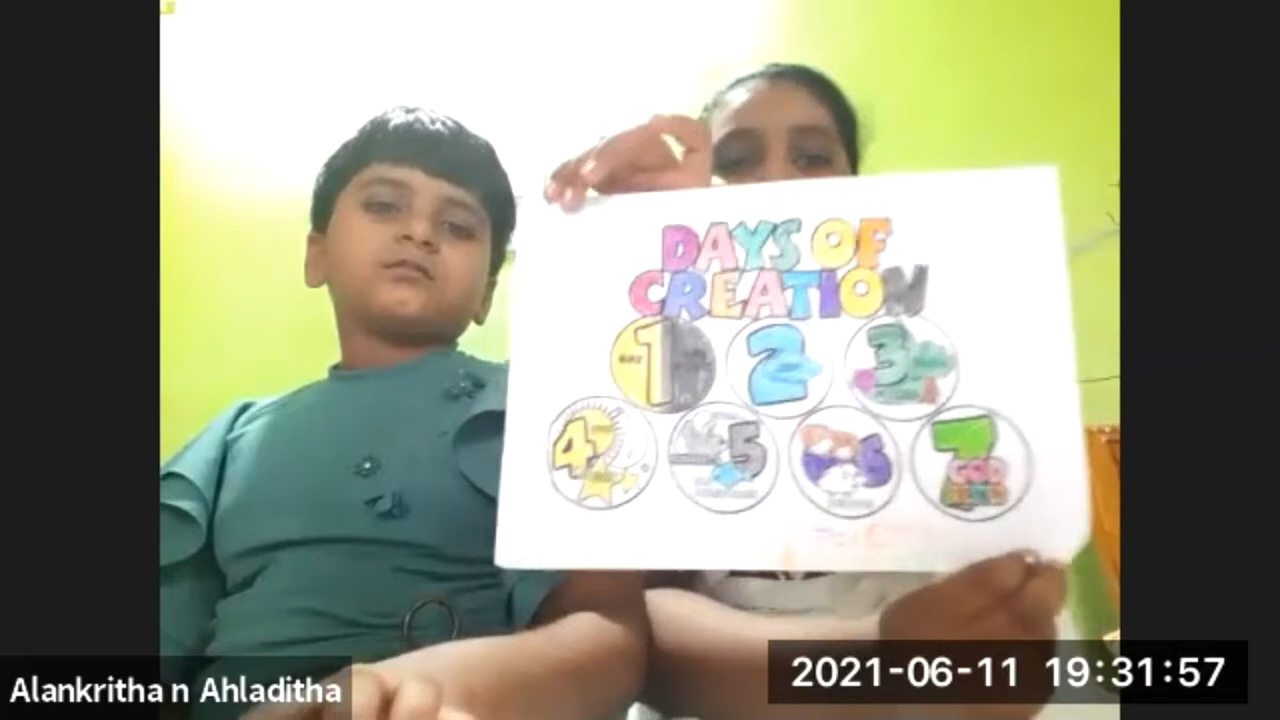 DAYS OF
CREATION
1 2 3
4 5 6 7
GOD
Alankritha n Ahladitha
2021-06-11 19:31:57